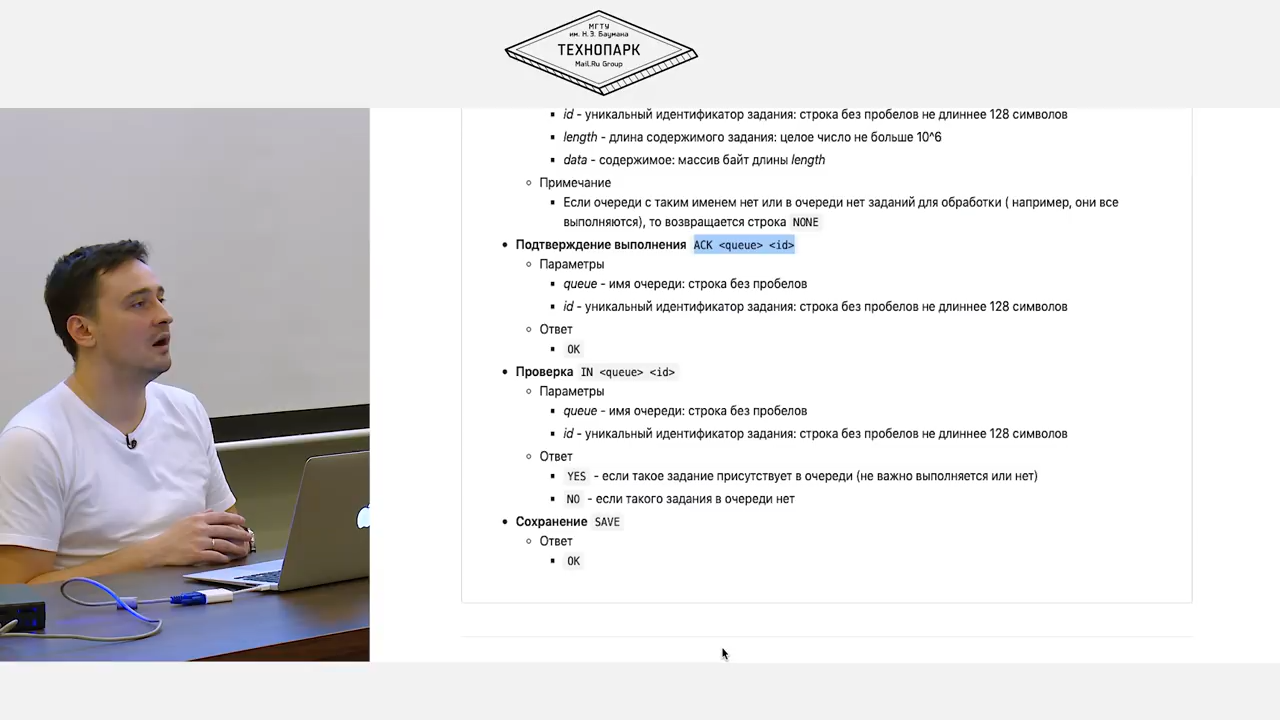 МГТУ
им. Н.Э. Баумана
ТЕХНОПАРК
Mail.Ru Group
id - уникальный идентификатор задания: строка без пробелов не длиннее 128 символов
length - длина содержимого задания: целое число не больше 10^6
data - содержимое: массив байт длины length
Примечание
Если очереди с таким именем нет или в очереди нет заданий для обработки ( например, они все
выполняются), то возвращается строка NONE
Подтверждение выполнения ACK <queue> <id>
Параметры
queue - имя очереди: строка без пробелов
id - уникальный идентификатор задания: строка без пробелов не длиннее 128 символов
Ответ
OK
Проверка IN <queue> <id>
Параметры
queue - имя очереди: строка без пробелов
id - уникальный идентификатор задания: строка без пробелов не длиннее 128 символов
Ответ
YES - если такое задание присутствует в очереди (не важно выполняется или нет)
NO - если такого задания в очереди нет
Сохранение SAVE
Ответ
OK